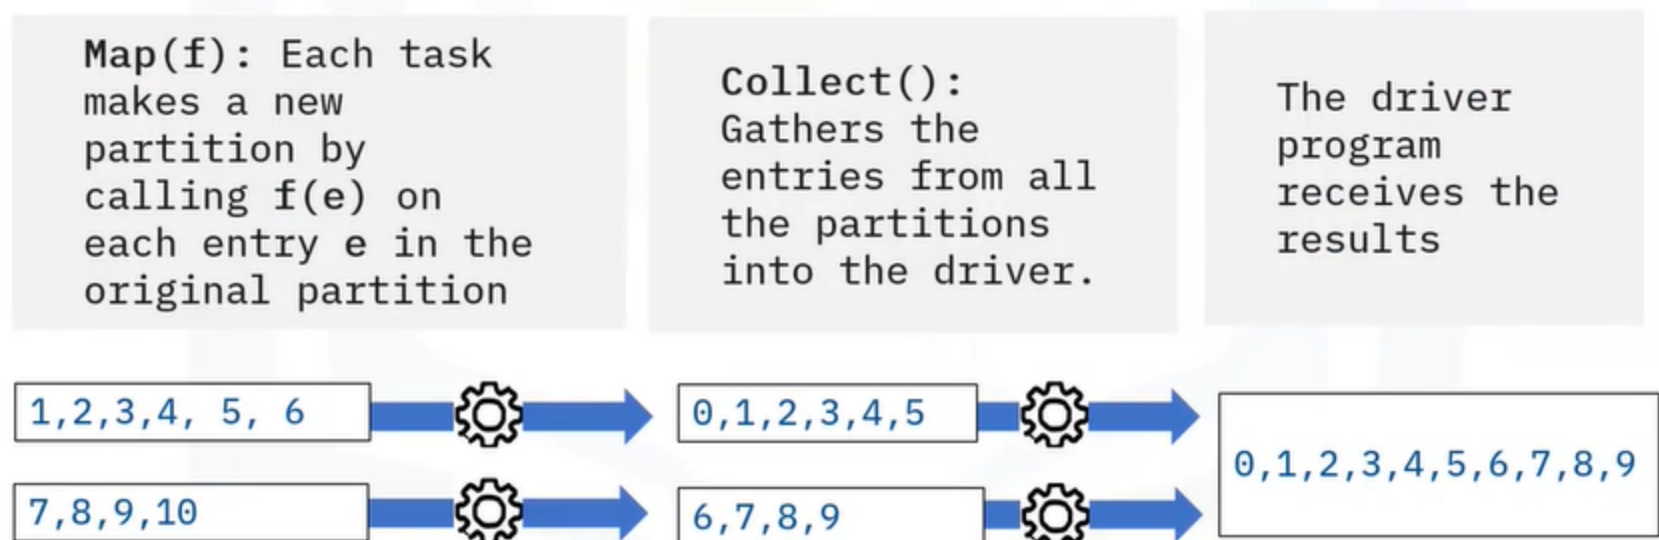 Map(f): Each task
makes a new
partition by
calling f(e) on
each entry e in the
original partition
Collect():
Gathers the
entries from all
the partitions
into the driver.
The driver
program
receives the
results
1,2,3,4, 5, 6
0,1,2,3,4,5
0,1,2,3,4,5,6,7,8,9
7,8,9,10
6,7,8,9